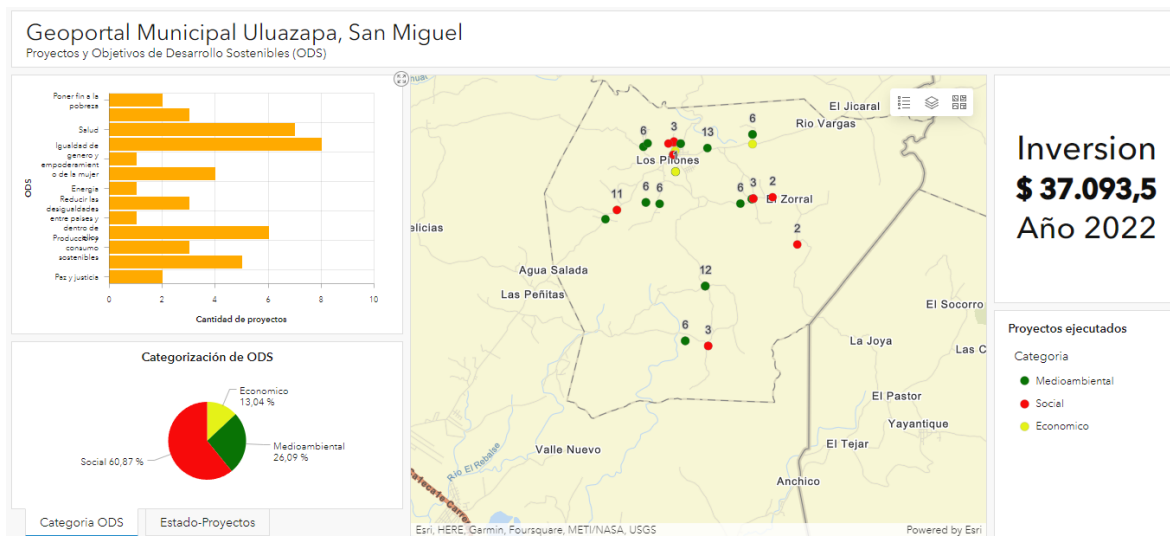 Geoportal Municipal Uluazapa, San Miguel
Proyectos y Objetivos de Desarrollo Sostenibles (ODS)
Poner fin a la
pobreza
Salud
Igualdad de
genero y
empoderamient
o de la mujer
Energia
Reducir las
desigualdades
entre paises y
dentro de
consumo
sostenibles
Paz y justicia
ODS
0 2 4 6 8 10
Cantidad de proyectos
Categorización de ODS
Economico
13,04 %
Medioambiental
26,09 %
Social 60,87 %
Categoria ODS
Estado-Proyectos
El Jicaral
Rio Vargas
6
3
13
6
Los Pilones
11
6
6
6
3
2
El Zorral
elicias
2
Agua Salada
12
Las Peñitas
El Socorro
6
3
La Joya
Las C
El Pastor
Yayantique
El Tejar
Valle Nuevo
Río El Rebalse
Anchico
Esri, HERE, Garmin, Foursquare, METI/NASA, USGS
Powered by Esri
Inversion
$ 37.093,5
Año 2022
Proyectos ejecutados
Categoria
Medioambiental
Social
Economico